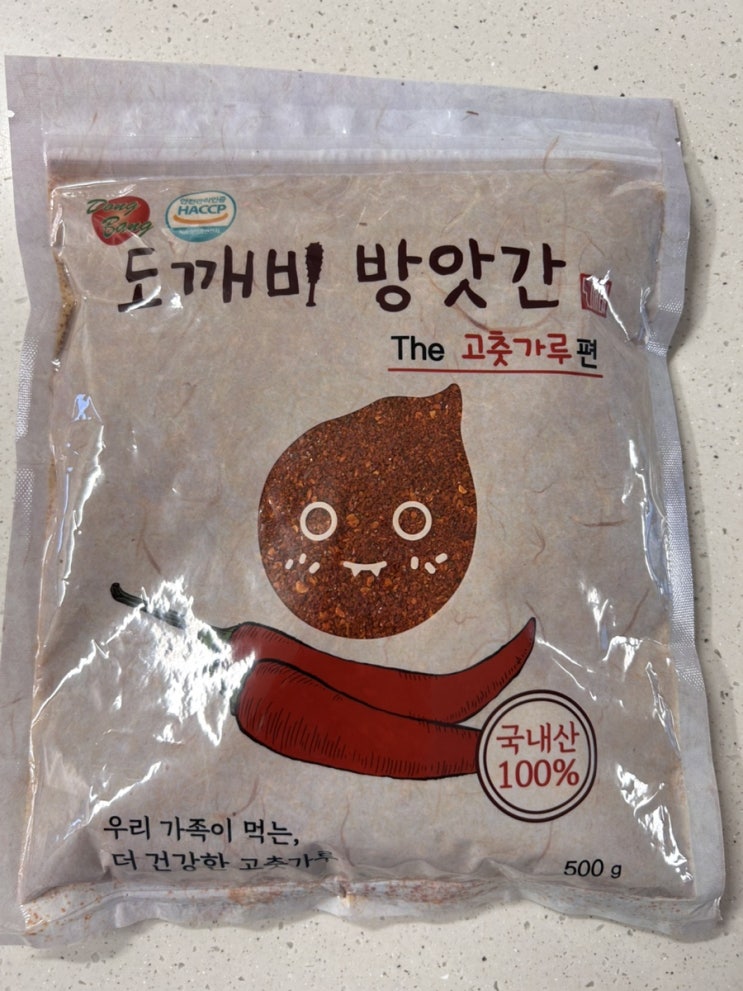 Dong
Bang
HACCP
도깨비 방앗간
The 고춧가루편
국내산
100%
우리 가족이 먹는,
더 건강한 고춧가루
500 g